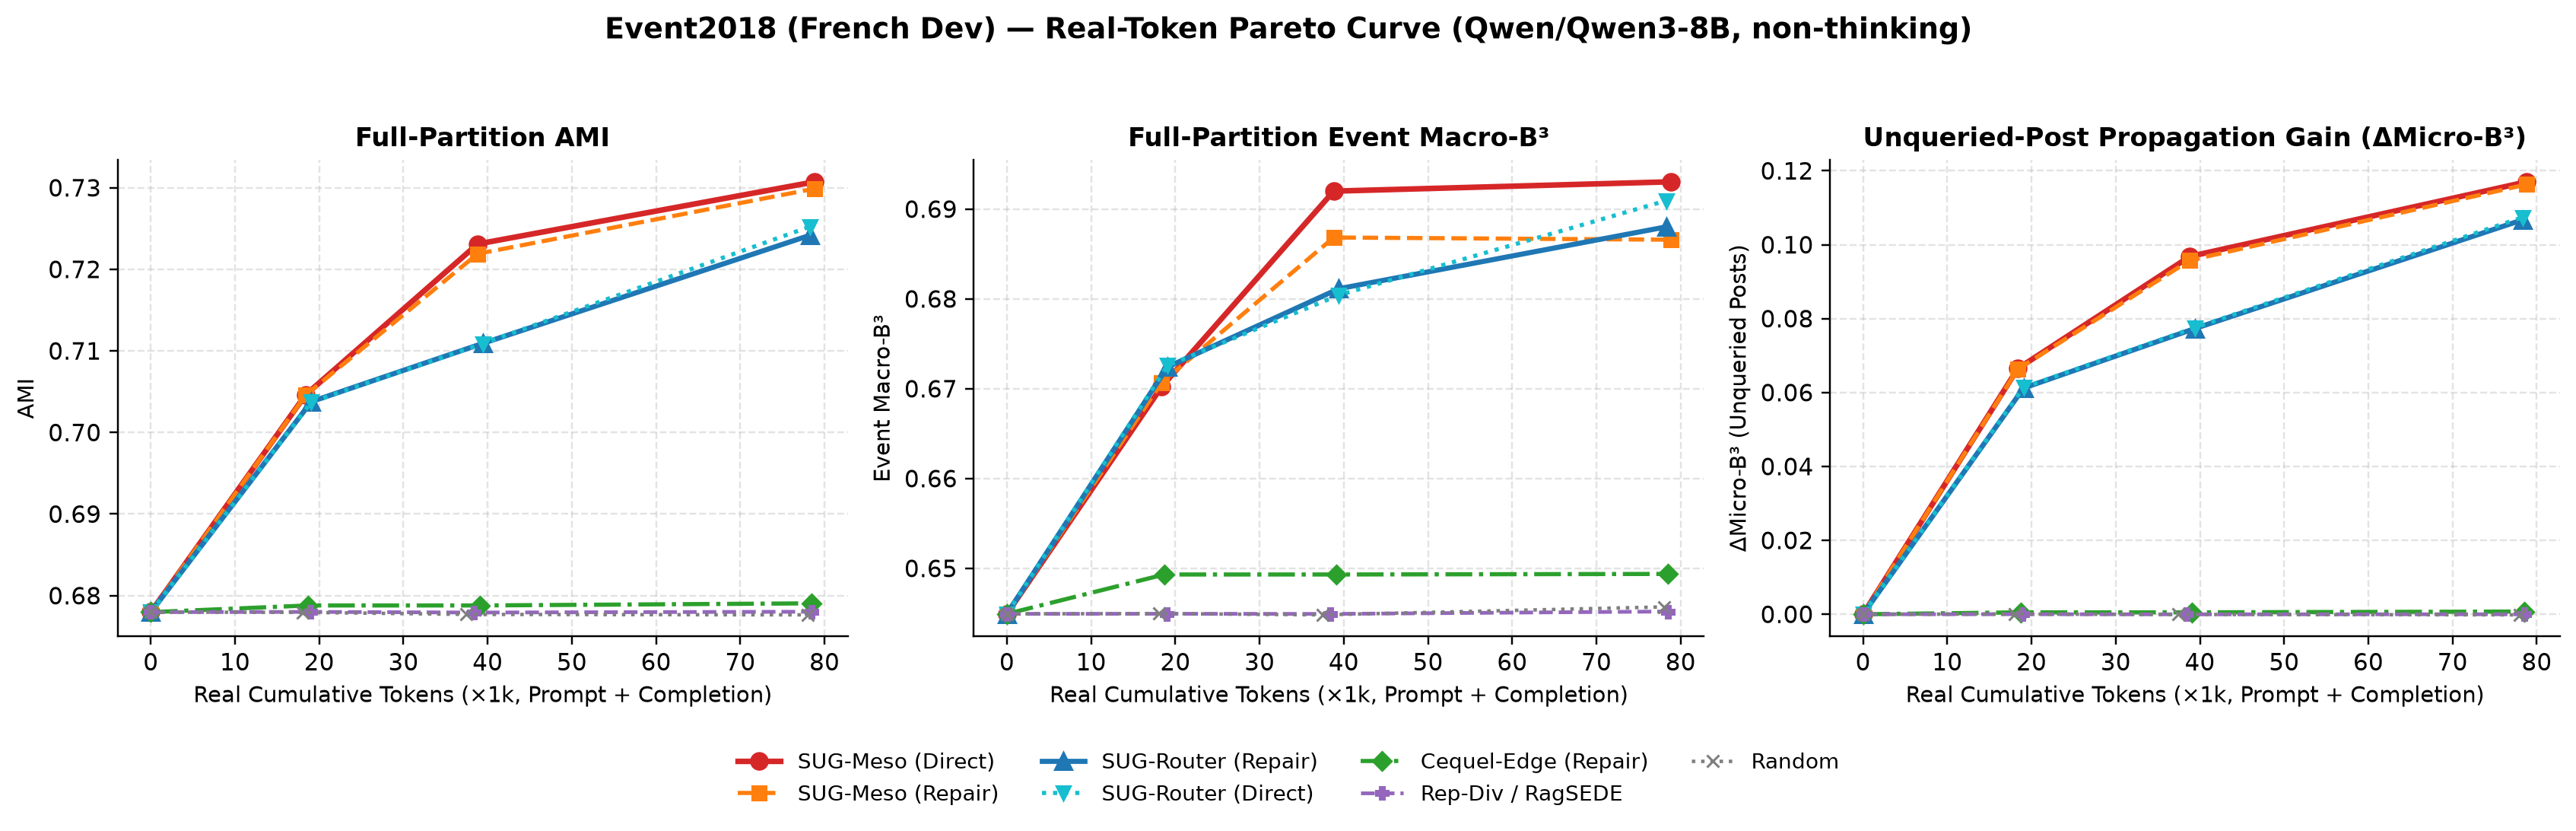 Event2018 (French Dev) — Real-Token Pareto Curve (Qwen/Qwen3-8B, non-thinking)
Full-Partition AMI
AMI
0.73
0.72
0.71
0.70
0.69
0.68
0 10 20 30 40 50 60 70 80
Real Cumulative Tokens (×1k, Prompt + Completion)
Full-Partition Event Macro-B³
Event Macro-B³
0.69
0.68
0.67
0.66
0.65
0 10 20 30 40 50 60 70 80
Real Cumulative Tokens (×1k, Prompt + Completion)
Unqueried-Post Propagation Gain (ΔMicro-B³)
ΔMicro-B³ (Unqueried Posts)
0.12
0.10
0.08
0.06
0.04
0.02
0.00
0 10 20 30 40 50 60 70 80
Real Cumulative Tokens (×1k, Prompt + Completion)
SUG-Meso (Direct)
SUG-Meso (Repair)
SUG-Router (Repair)
SUG-Router (Direct)
Cequel-Edge (Repair)
Rep-Div / RagSEDE
Random